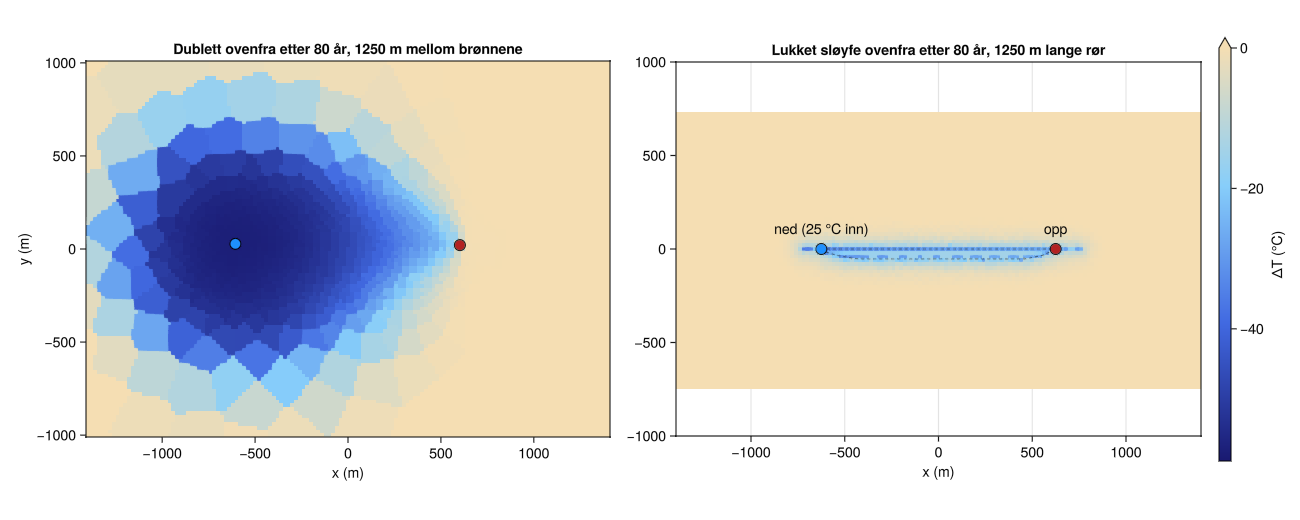 Dublett ovenfra etter 80 år, 1250 m mellom brønnene
1000
500
0
−500
−1000
y (m)
−1000
−500
0
500
1000
x (m)
Lukket sløyfe ovenfra etter 80 år, 1250 m lange rør
1000
500
0
−500
−1000
ned (25 °C inn)
opp
−1000
−500
0
500
1000
x (m)
0
−20
−40
ΔT (°C)